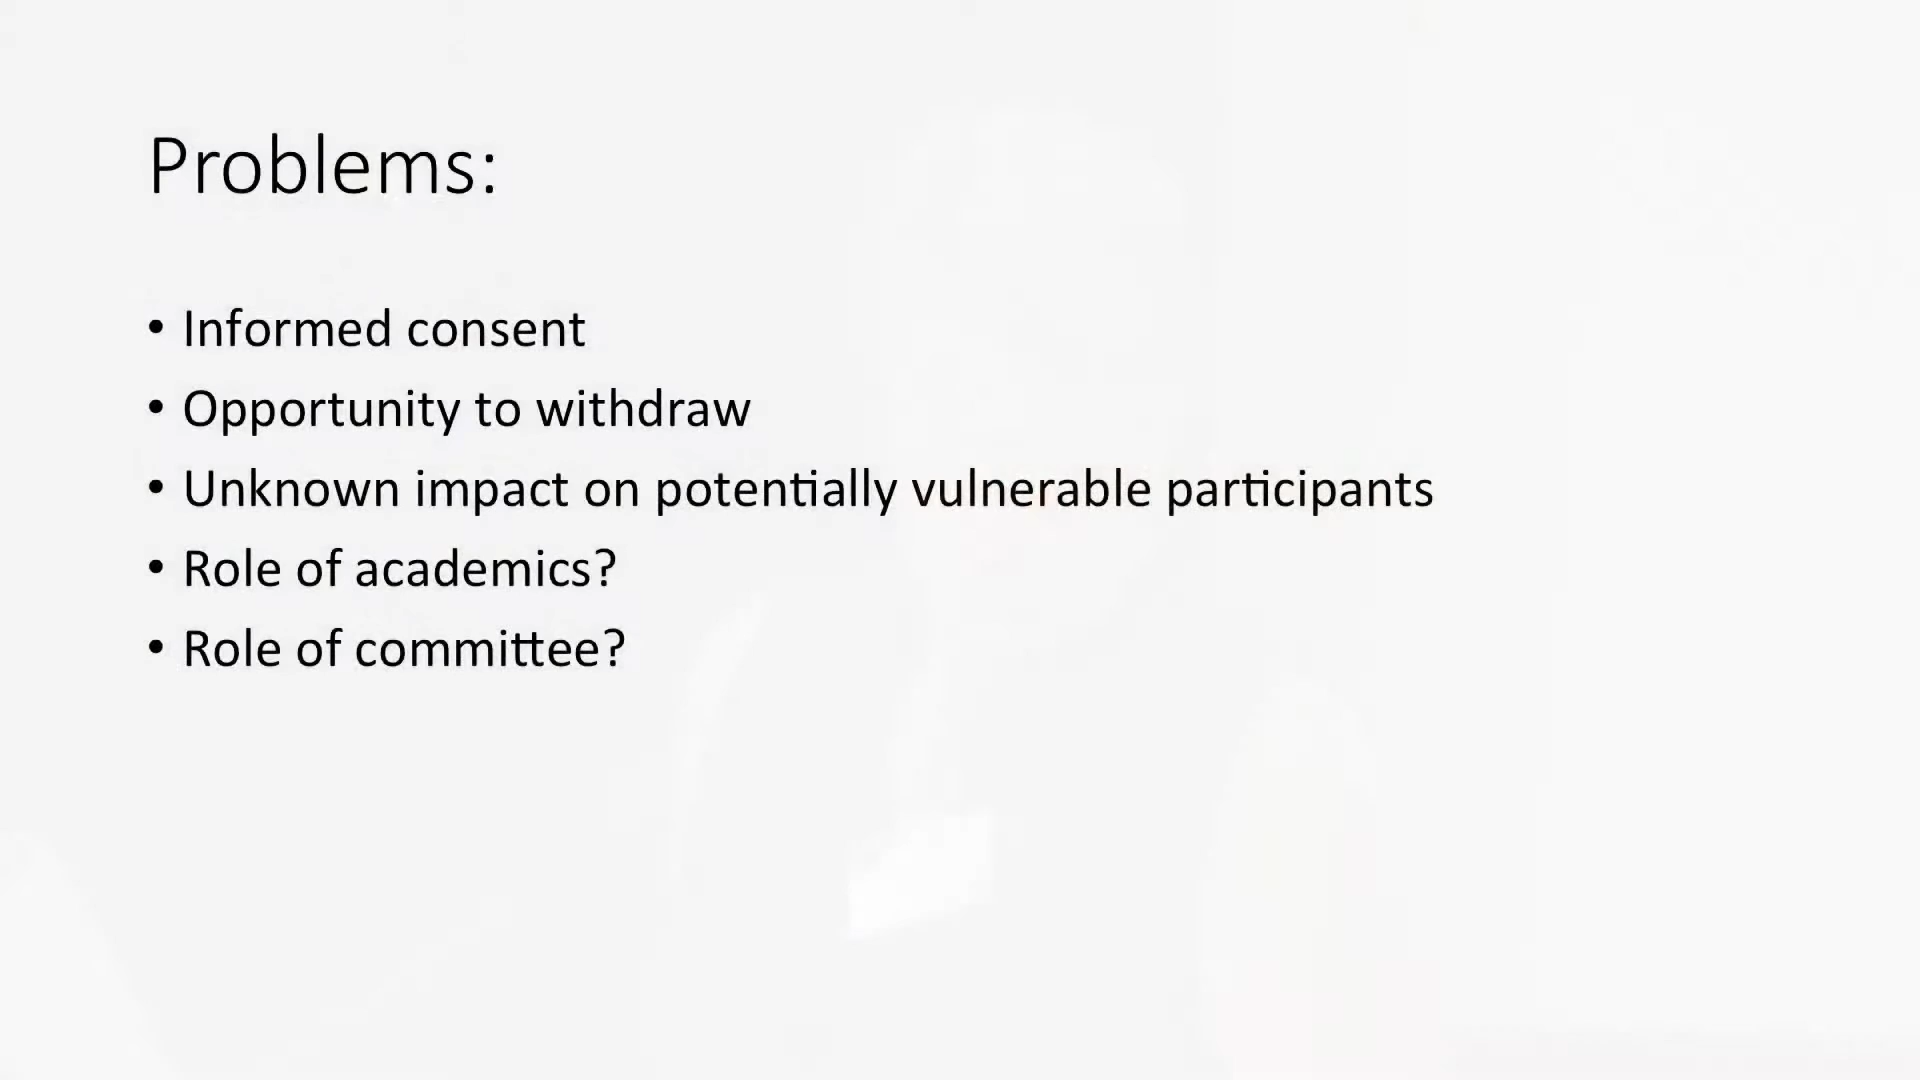 Problems:
• Informed consent
• Opportunity to withdraw
• Unknown impact on potentially vulnerable participants
• Role of academics?
• Role of committee?